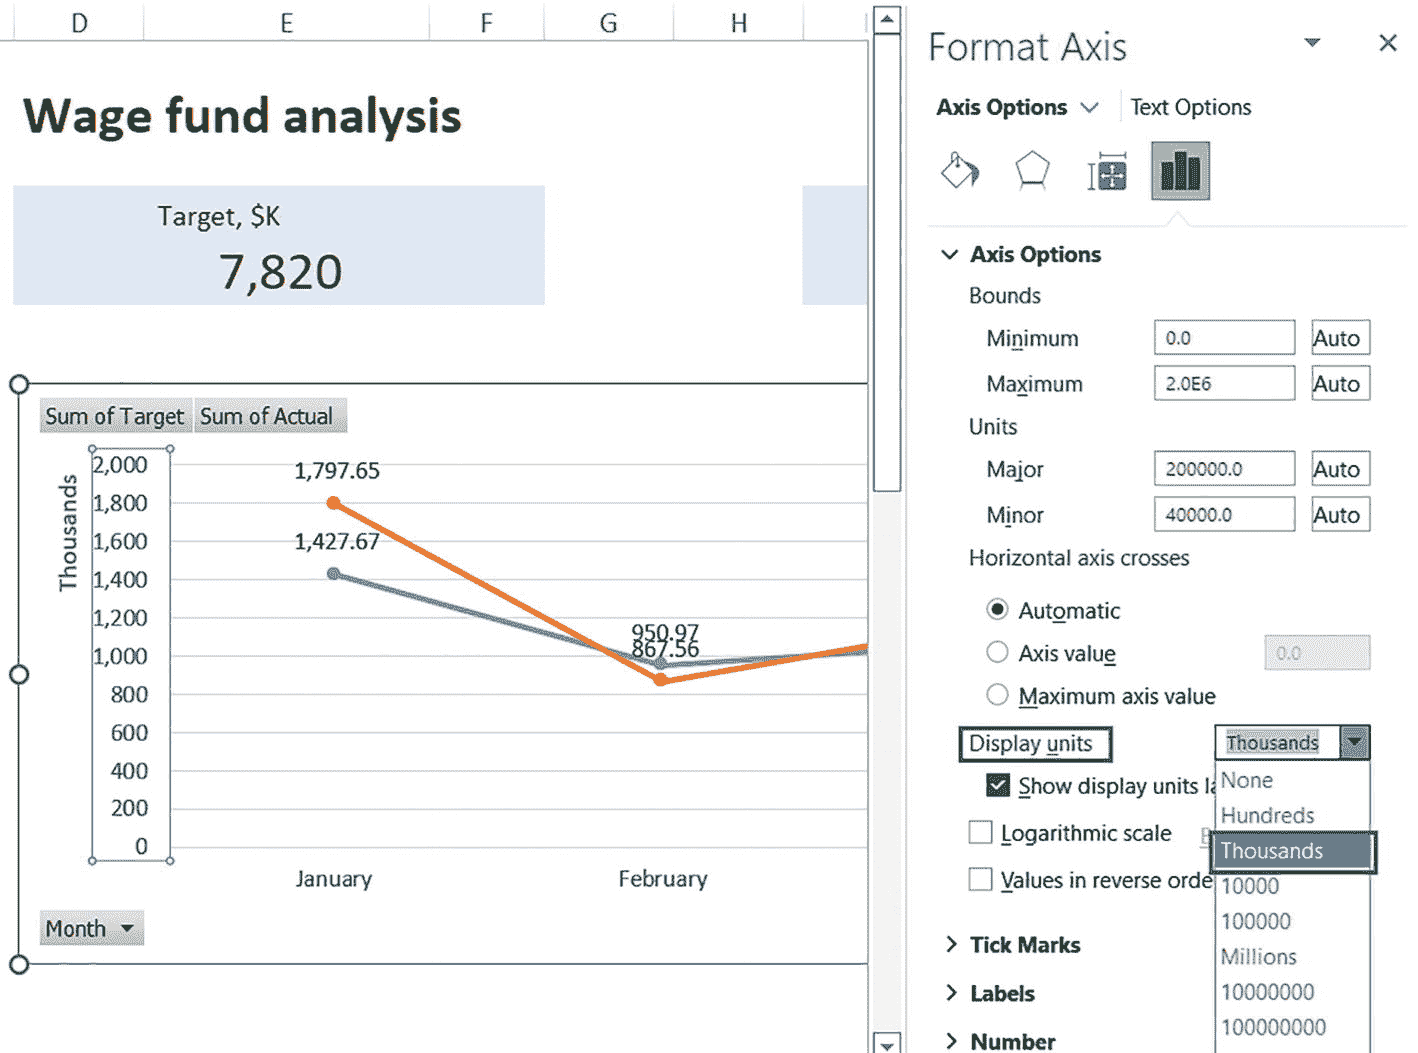 D E F G H
Wage fund analysis
Target, $K
7,820
Sum of Target Sum of Actual
Thousands
2,000
1,800
1,600
1,400
1,200
1,000
800
600
400
200
0
1,797.65
1,427.67
950.97
867.56
January February
Month
Format Axis
Axis Options Text Options
Axis Options
Bounds
Minimum 0.0 Auto
Maximum 2.0E6 Auto
Units
Major 200000.0 Auto
Minor 40000.0 Auto
Horizontal axis crosses
Automatic
Axis value 0.0
Maximum axis value
Display units Thousands
Show display units la
Logarithmic scale B
Values in reverse orde
None
Hundreds
Thousands
10000
100000
Millions
10000000
100000000
Tick Marks
Labels
Number